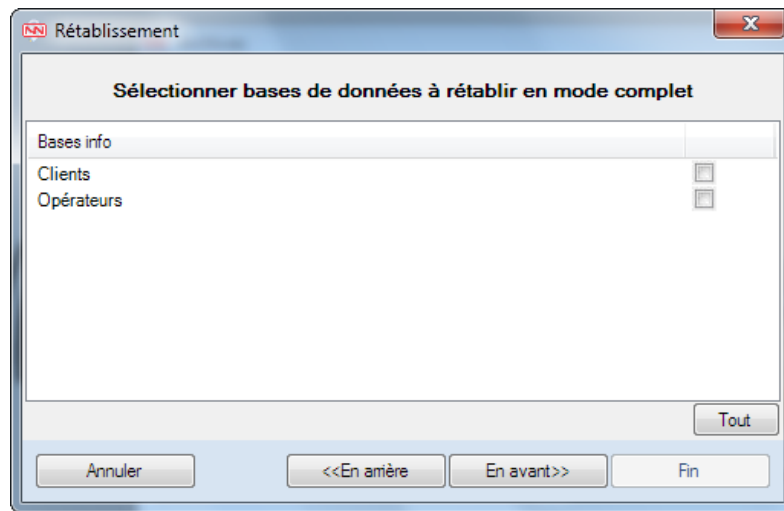 Rétablissement
Sélectionner bases de données à rétablir en mode complet
Bases info
Clients
Opérateurs
Tout
Annuler
<<En arrière
En avant>>
Fin